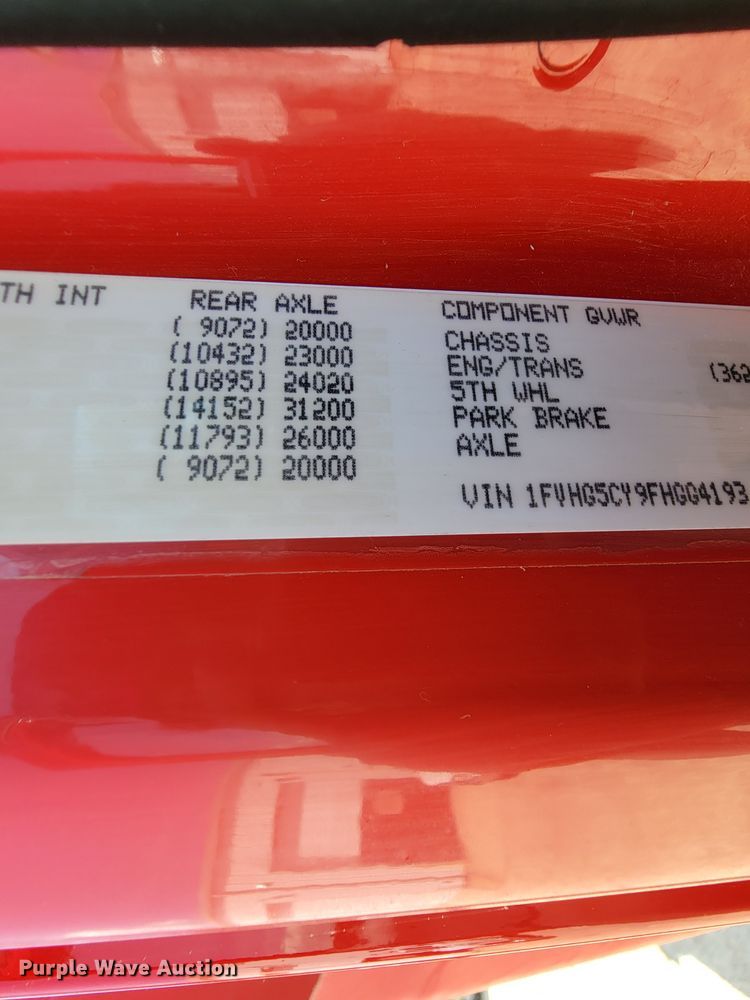 TH INT
REAR AXLE
( 9072) 20000
(10432) 23000
(10895) 24020
(14152) 31200
(11793) 26000
( 9072) 20000
COMPONENT GVWR
CHASSIS
ENG/TRANS (362
5TH WHL
PARK BRAKE
AXLE
VIN 1FVHG5CY9FHGG4193
Purple Wave Auction